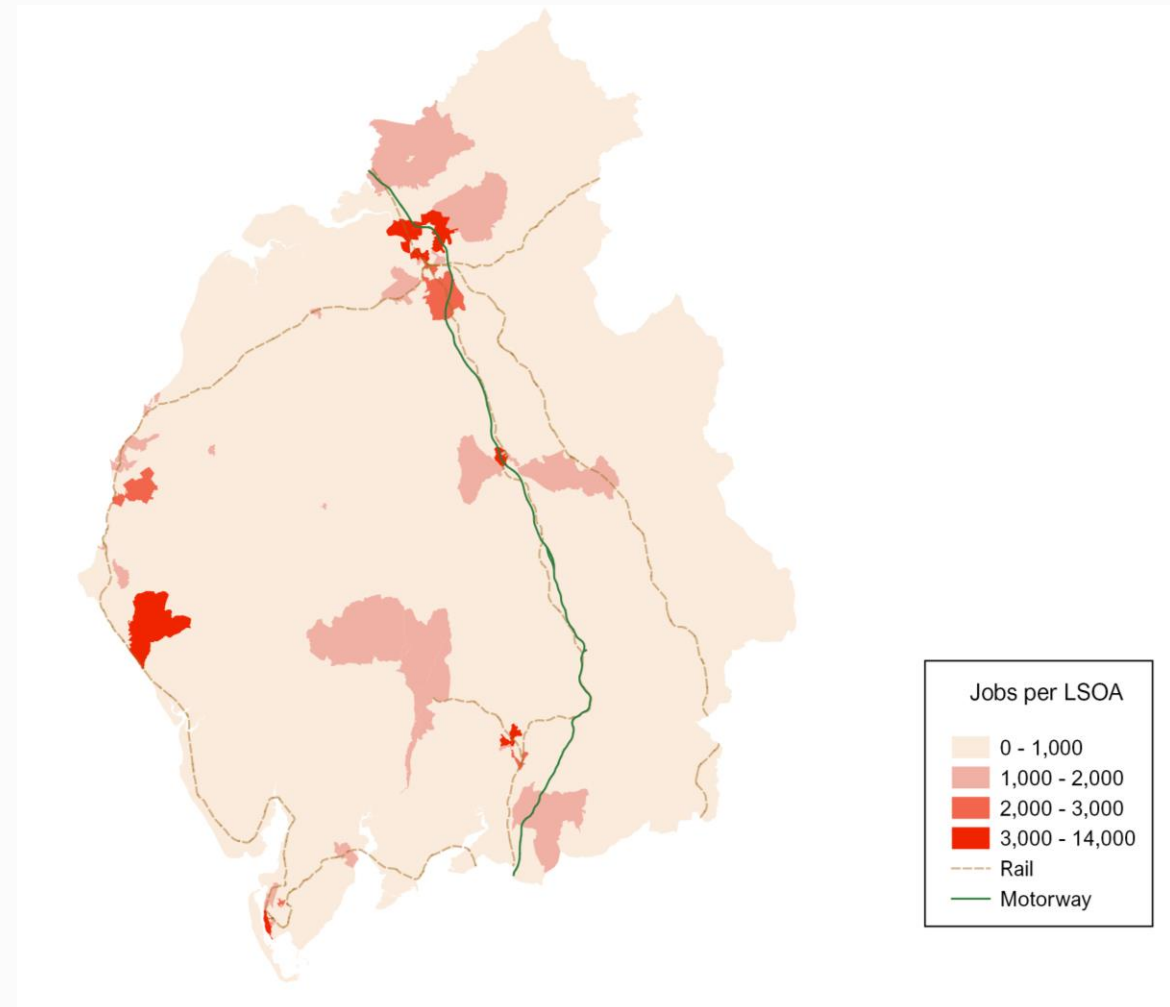 Jobs per LSOA
0 - 1,000
1,000 - 2,000
2,000 - 3,000
3,000 - 14,000
Rail
Motorway